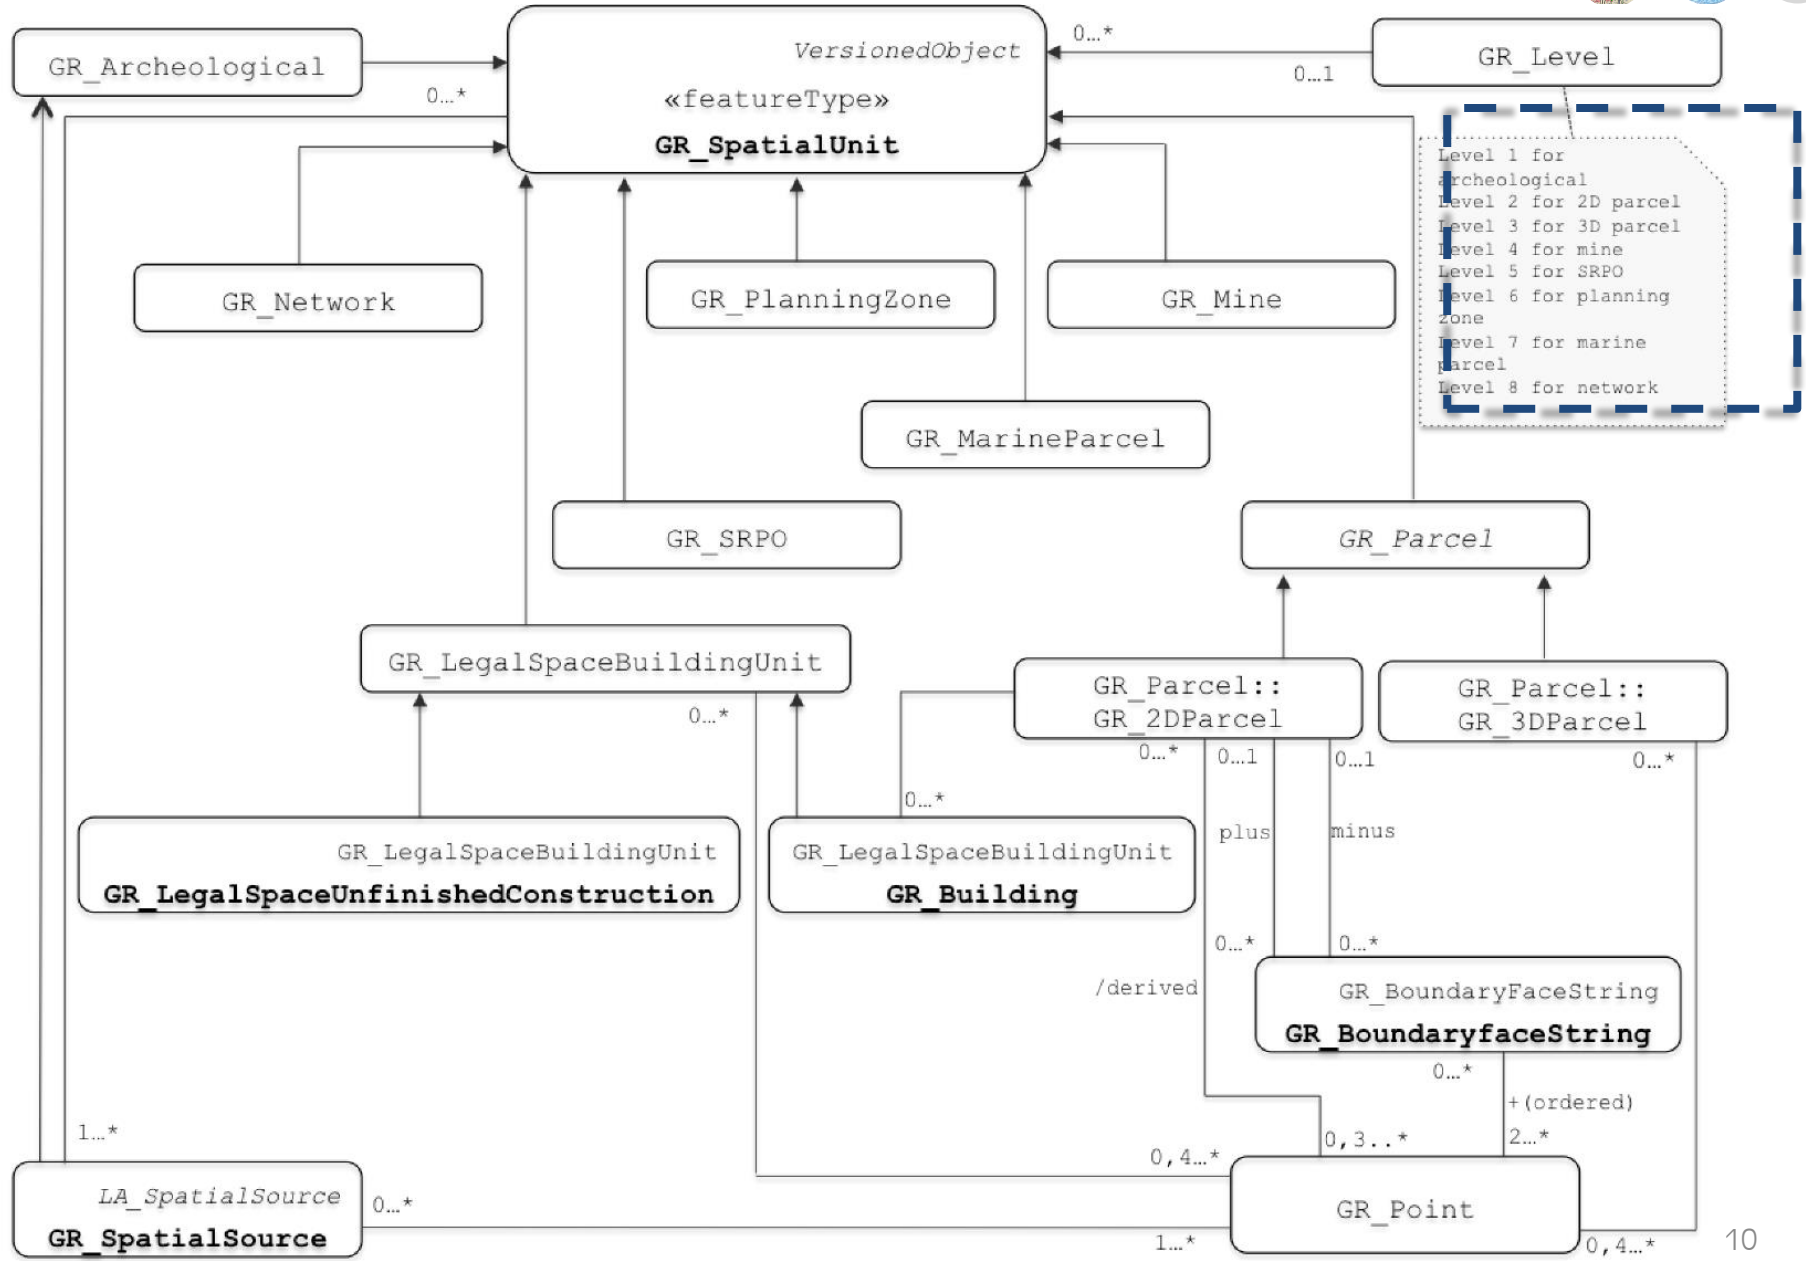 GR_Archeological
VersionedObject
«featureType»
GR_SpatialUnit
0…*
0…1
GR_Level
0…*
Level 1 for
archeological
Level 2 for 2D parcel
Level 3 for 3D parcel
Level 4 for mine
Level 5 for SRPO
Level 6 for planning
zone
Level 7 for marine
parcel
Level 8 for network
GR_Network
GR_PlanningZone
GR_Mine
GR_MarineParcel
GR_SRPO
GR_Parcel
GR_LegalSpaceBuildingUnit
0…*
GR_Parcel::
GR_2DParcel
GR_Parcel::
GR_3DParcel
0…*
0…1
0…1
0…*
0…*
plus
minus
GR_LegalSpaceBuildingUnit
GR_LegalSpaceUnfinishedConstruction
GR_LegalSpaceBuildingUnit
GR_Building
0…*
0…*
/derived
GR_BoundaryFaceString
GR_BoundaryfaceString
0…*
+(ordered)
1…*
0,3..*
2…*
0,4…*
LA_SpatialSource
GR_SpatialSource
0…*
1…*
GR_Point
0,4…*
10